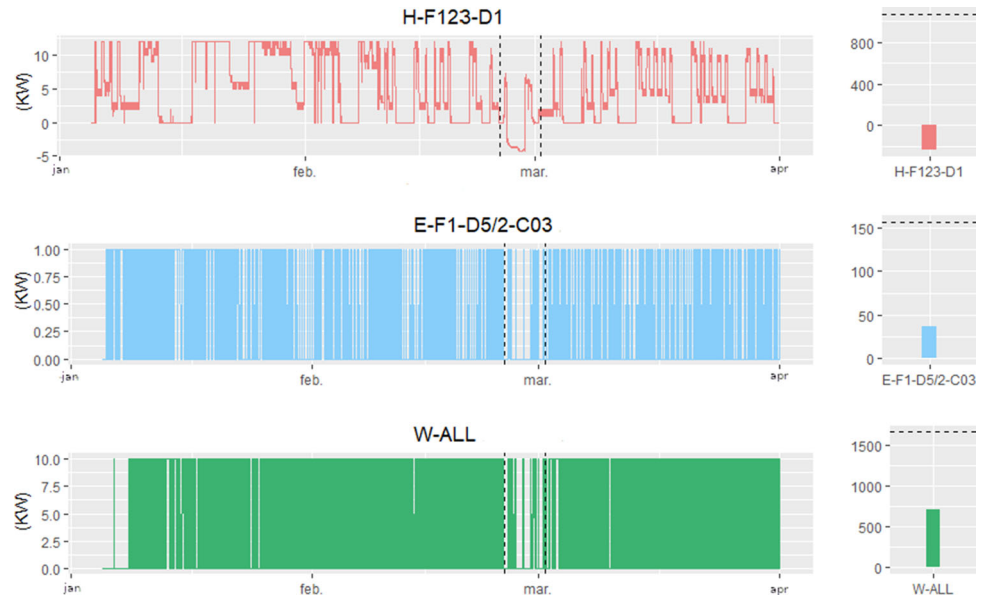 H-F123-D1
(KW)
10
5
0
-5
jan
feb.
mar.
apr
800
400
0
H-F123-D1
E-F1-D5/2-C03
(KW)
1.00
0.75
0.50
0.25
0.00
jan
feb.
mar.
apr
150
100
50
0
E-F1-D5/2-C03
W-ALL
(KW)
10.0
7.5
5.0
2.5
0.0
jan
feb.
mar.
apr
1500
1000
500
0
W-ALL